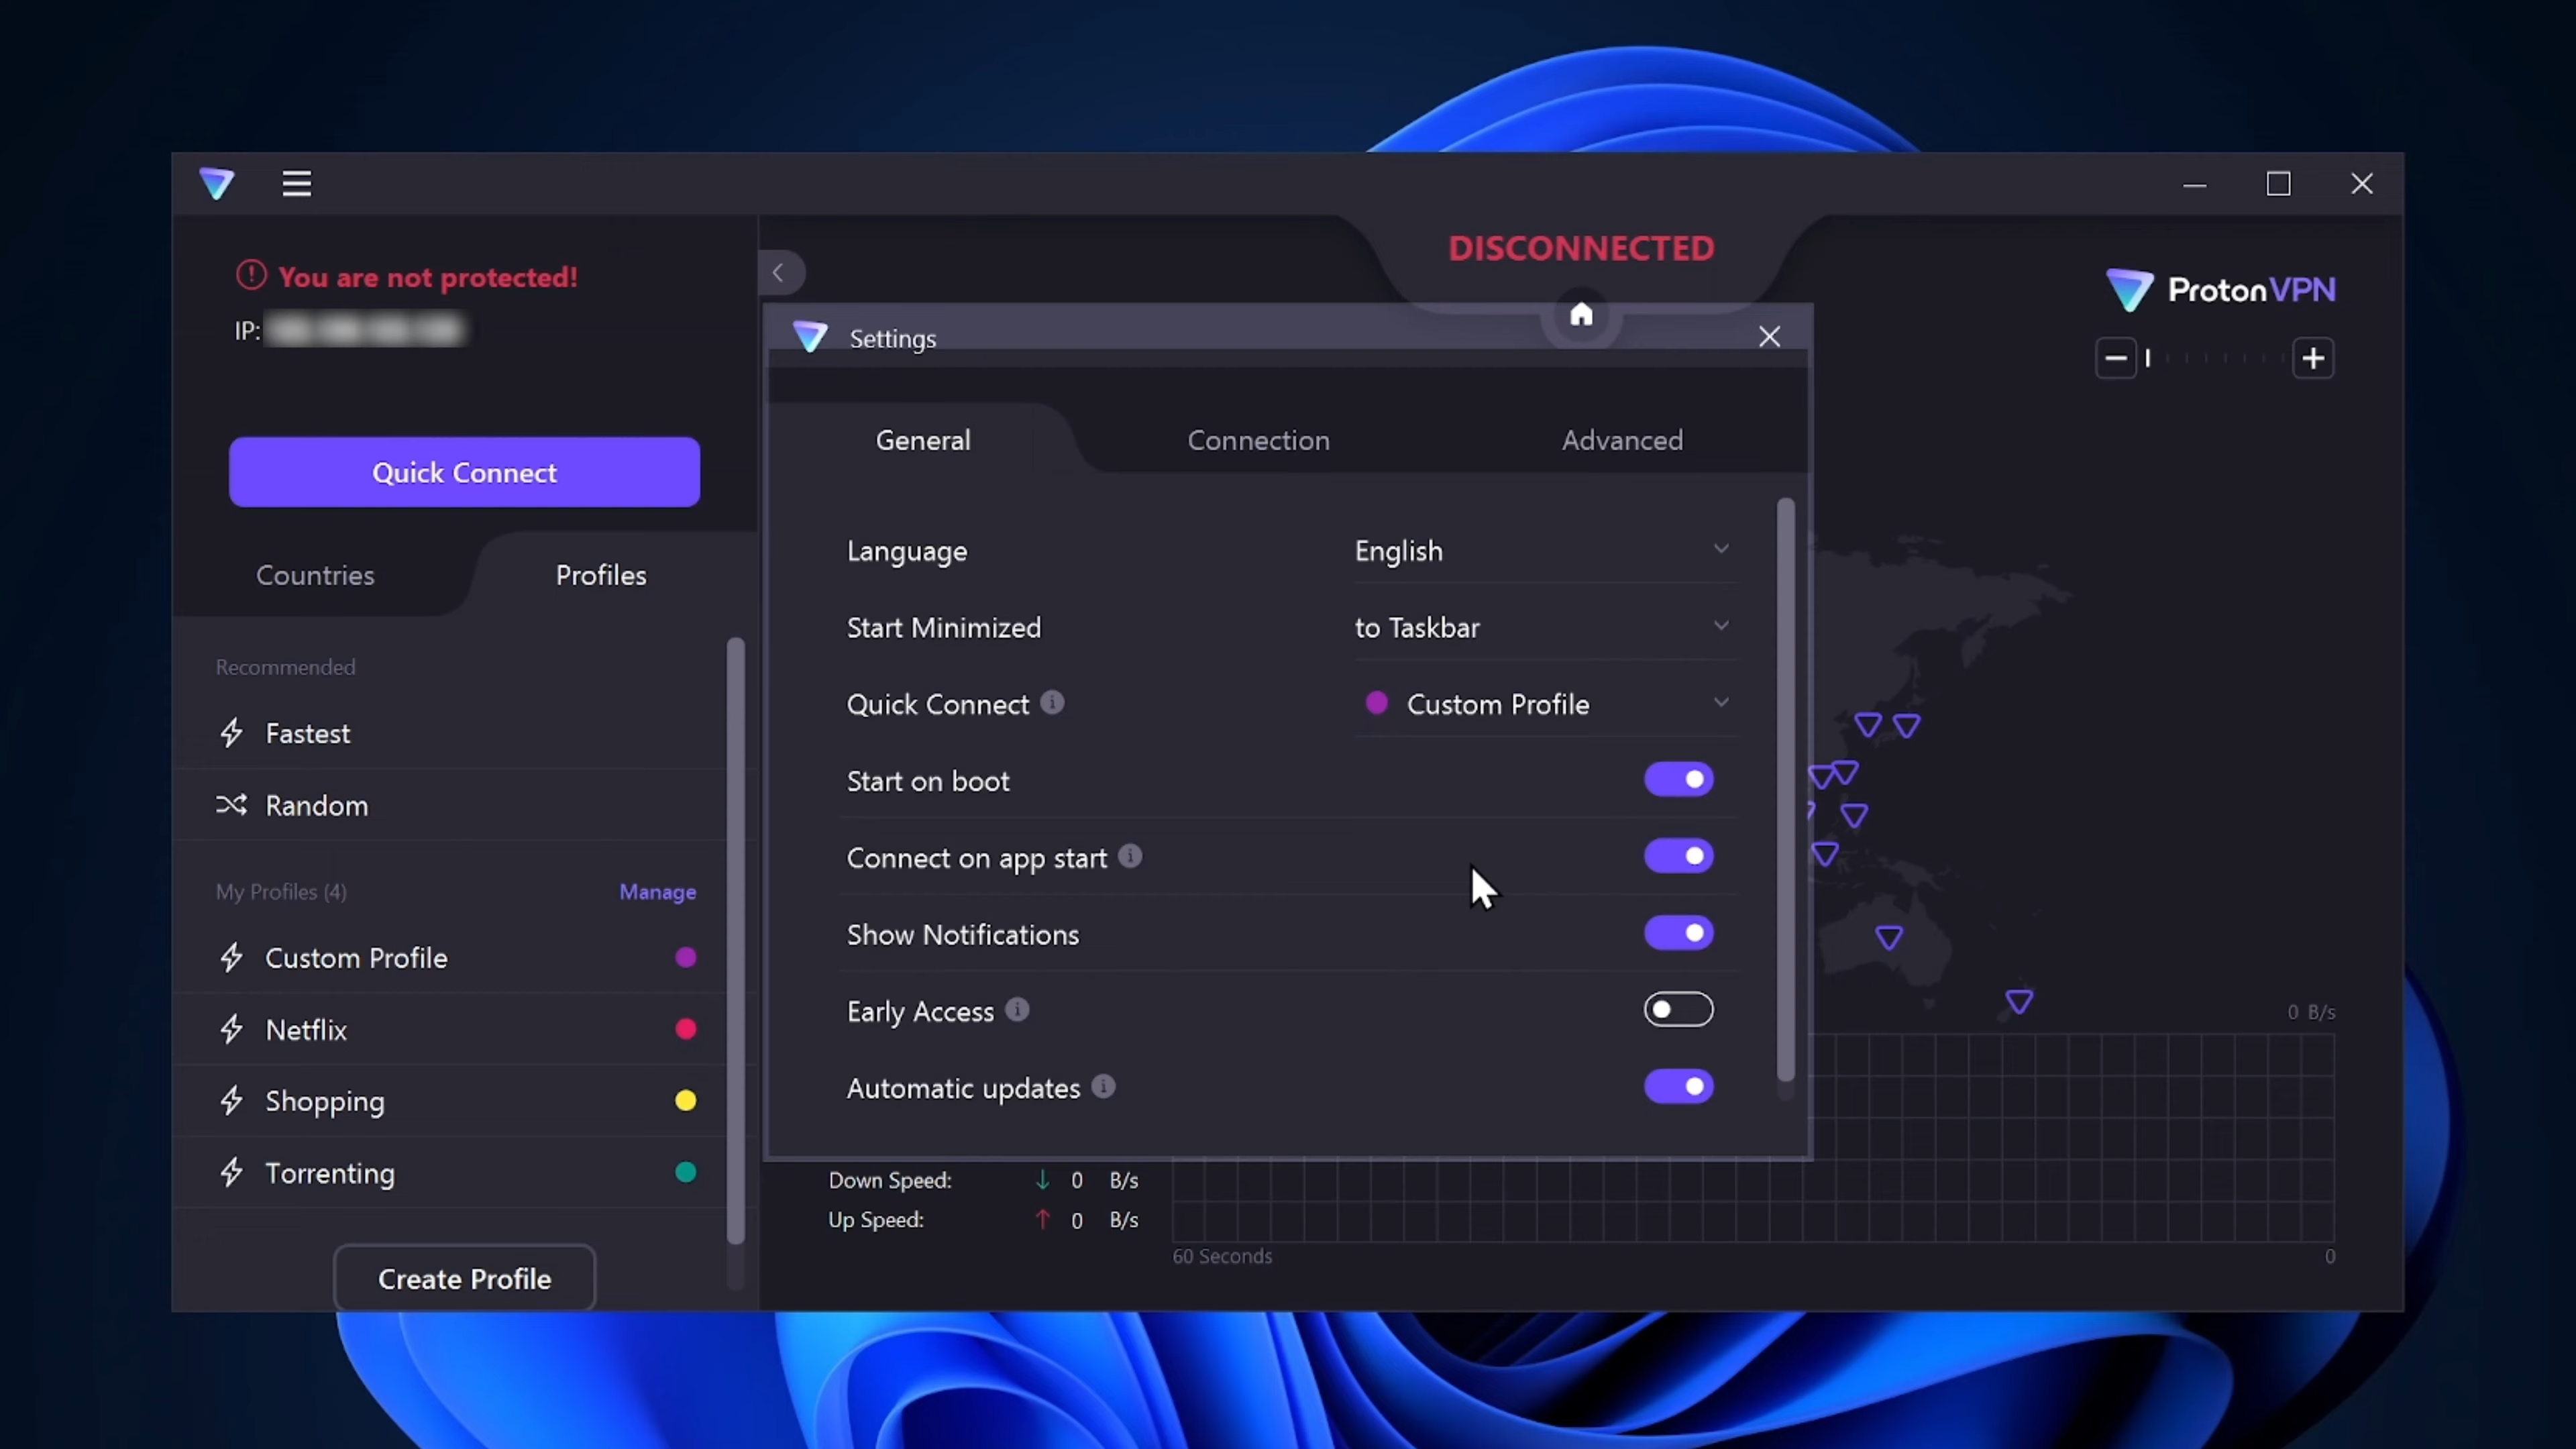 You are not protected!
IP:
Quick Connect
Countries
Profiles
Recommended
Fastest
Random
My Profiles (4)
Manage
Custom Profile
Netflix
Shopping
Torrenting
Create Profile
DISCONNECTED
ProtonVPN
Settings
General
Connection
Advanced
Language
English
Start Minimized
to Taskbar
Quick Connect
Custom Profile
Start on boot
Connect on app start
Show Notifications
Early Access
Automatic updates
0 B/s
Down Speed: ↓ 0 B/s
Up Speed: ↑ 0 B/s
60 Seconds
0